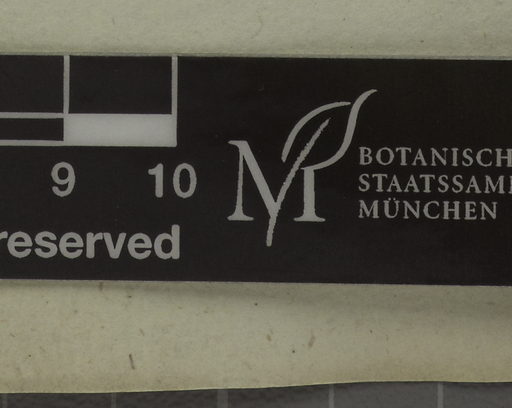 9 10
reserved
M
BOTANISCH
STAATSSAM
MÜNCHEN